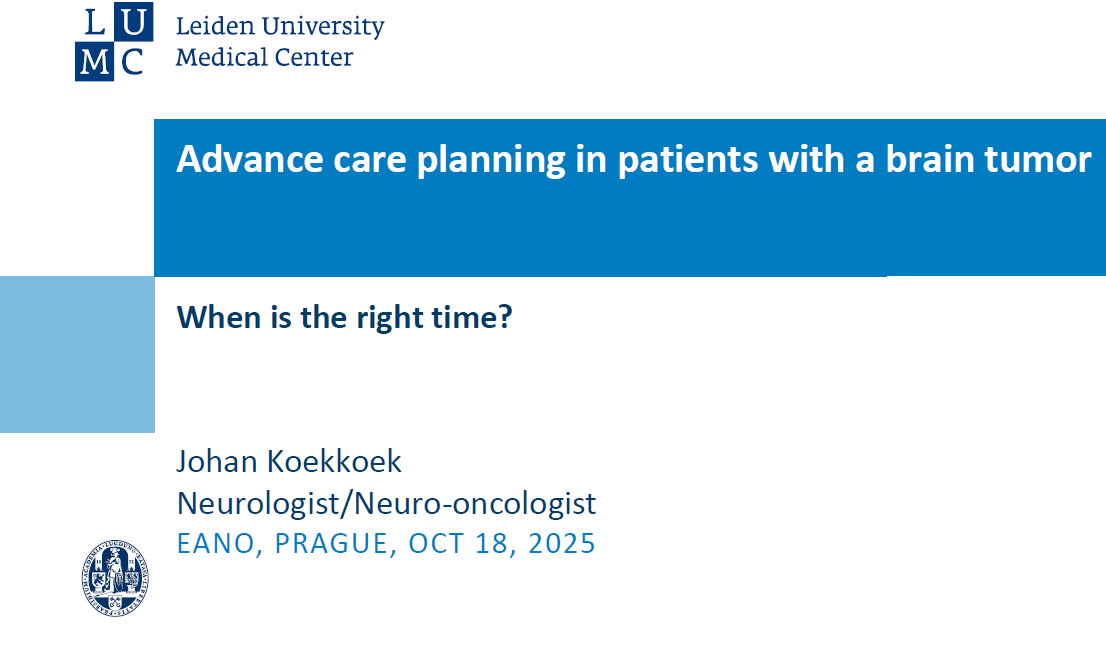 L U
M C
Leiden University
Medical Center
Advance care planning in patients with a brain tumor
When is the right time?
Johan Koekkoek
Neurologist/Neuro-oncologist
EANO, PRAGUE, OCT 18, 2025